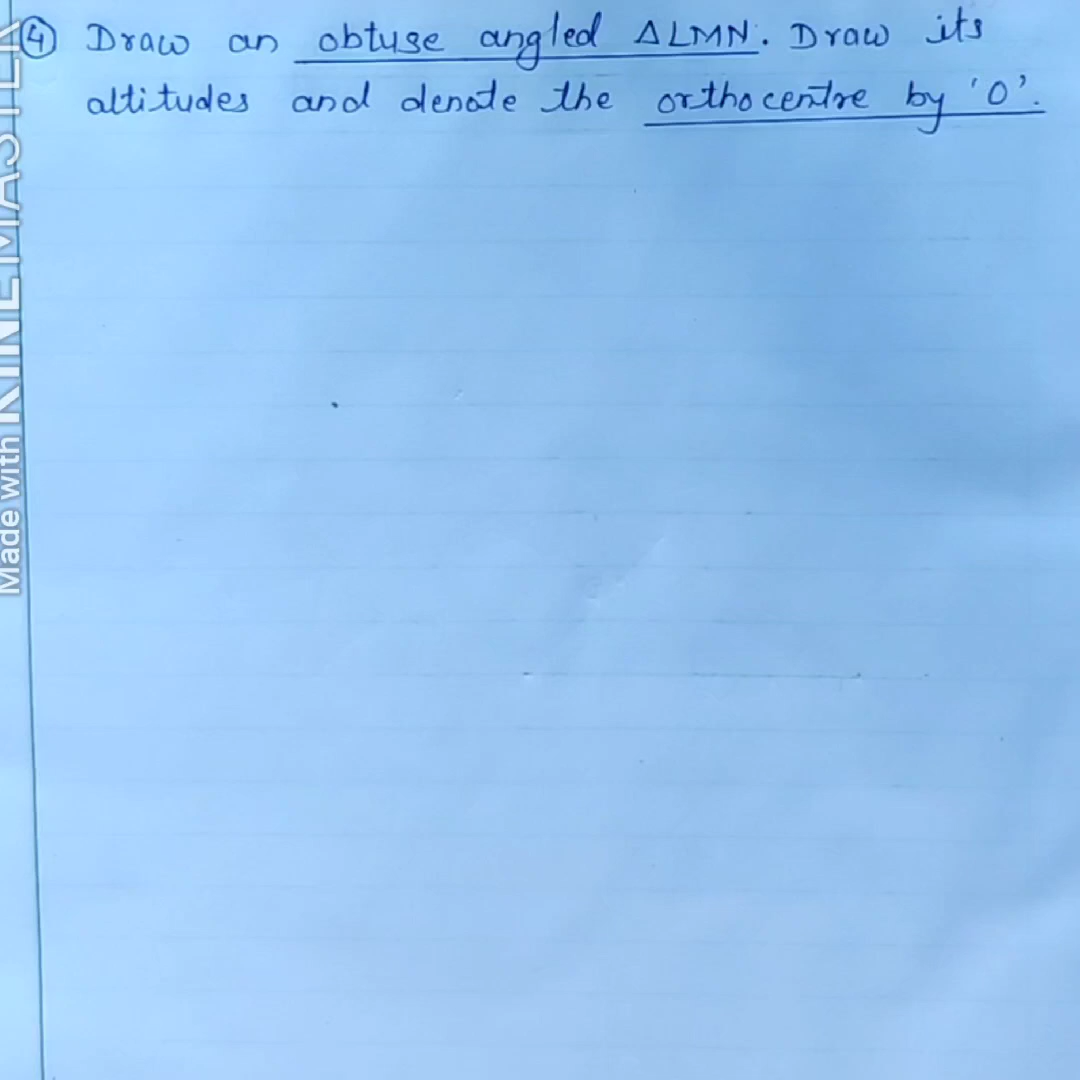 ④ Draw an obtuse angled ΔLMN. Draw its
altitudes and denote the orthocentre by 'O'.
Made with KINEMASTER